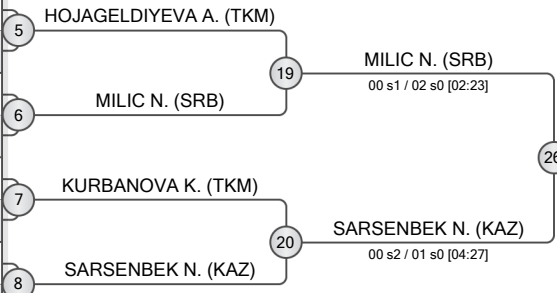 HOJAGELDIYEVA A. (TKM)
5
19
MILIC N. (SRB)
00 s1 / 02 s0 [02:23]
MILIC N. (SRB)
6
26
KURBANOVA K. (TKM)
7
20
SARSENBEK N. (KAZ)
00 s2 / 01 s0 [04:27]
SARSENBEK N. (KAZ)
8